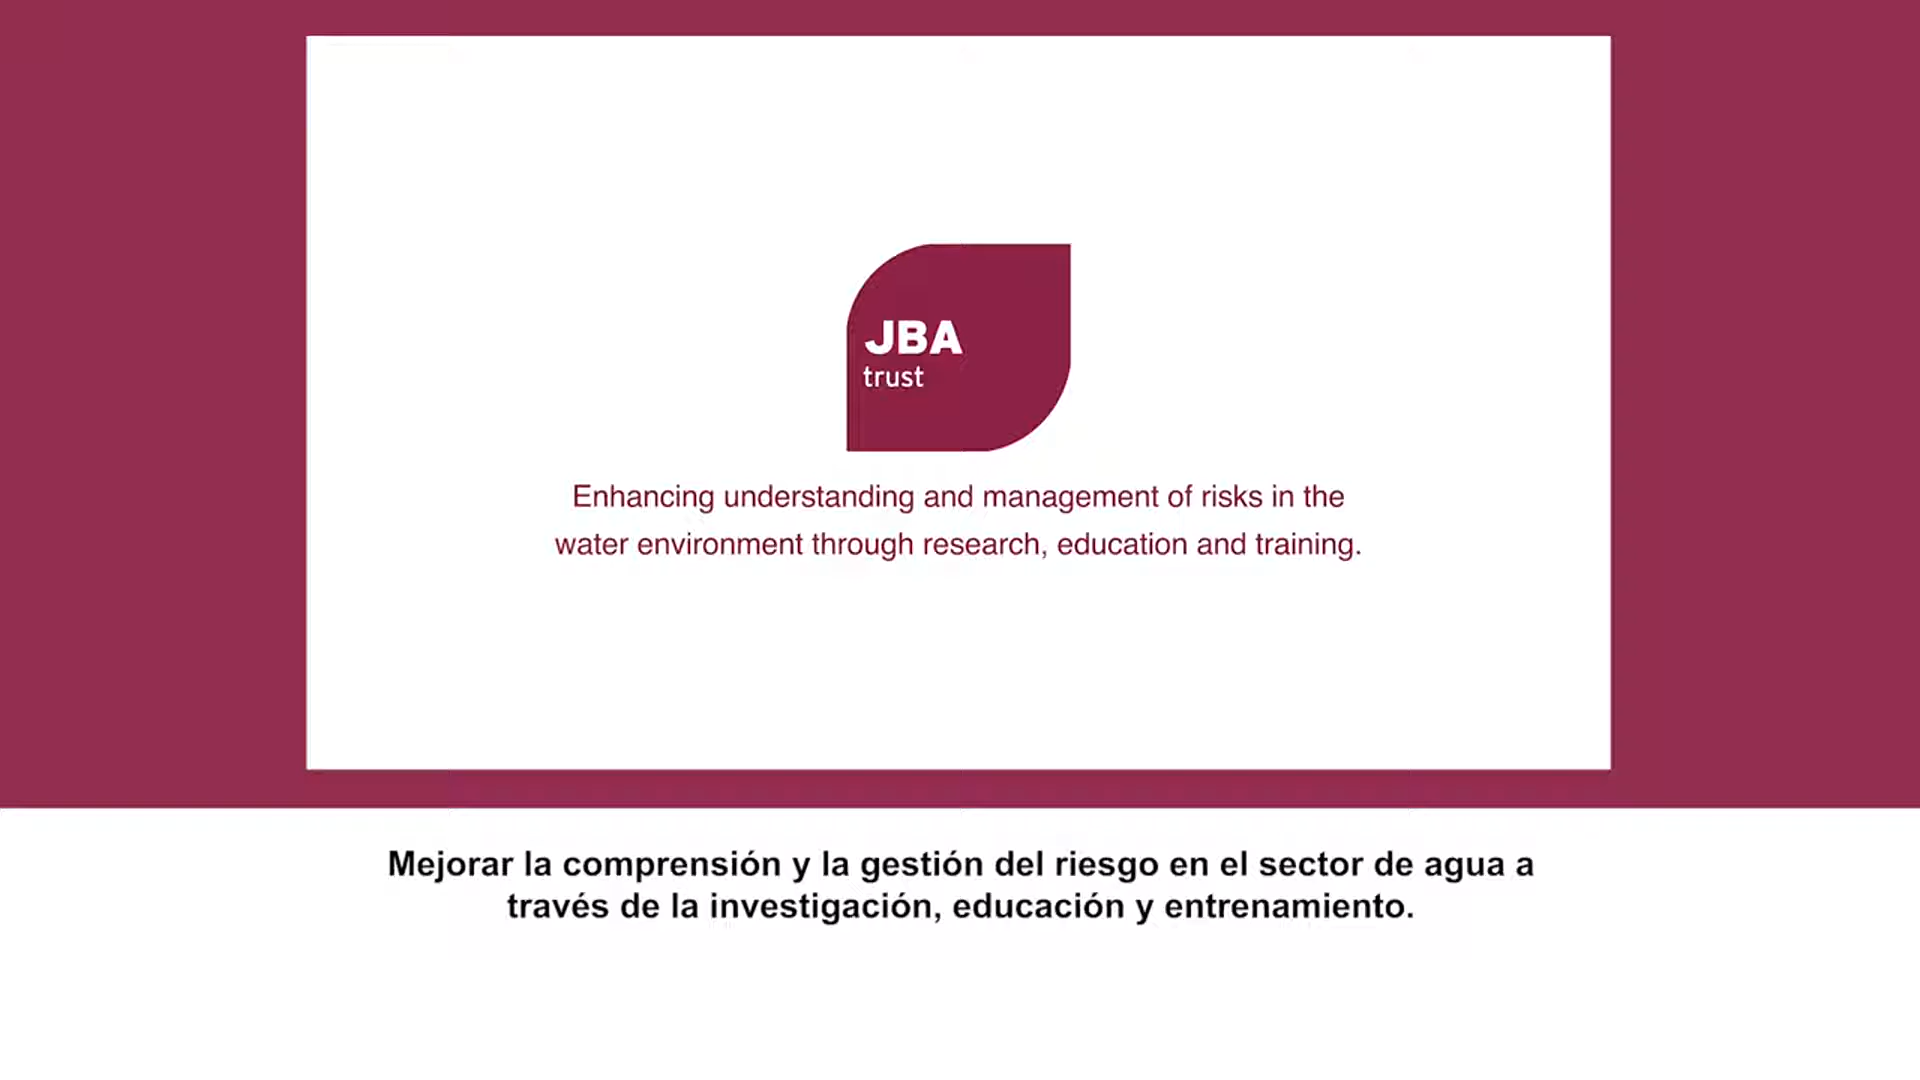 JBA
trust
Enhancing understanding and management of risks in the
water environment through research, education and training.
Mejorar la comprensión y la gestión del riesgo en el sector de agua a
través de la investigación, educación y entrenamiento.